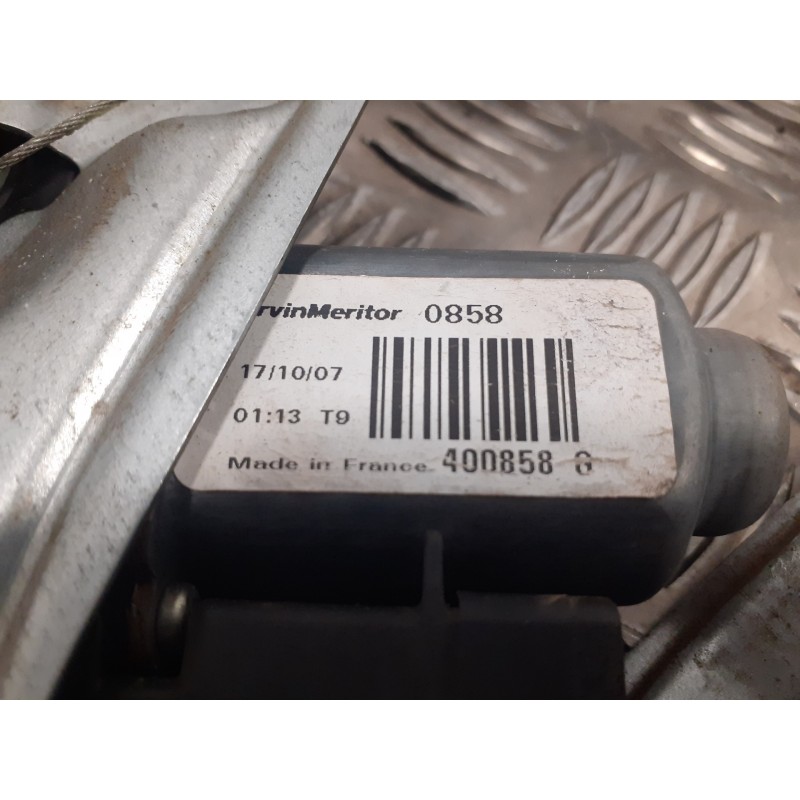 rvinMeritor 0858
17/10/07
01:13 T9
Made in France 400858 G